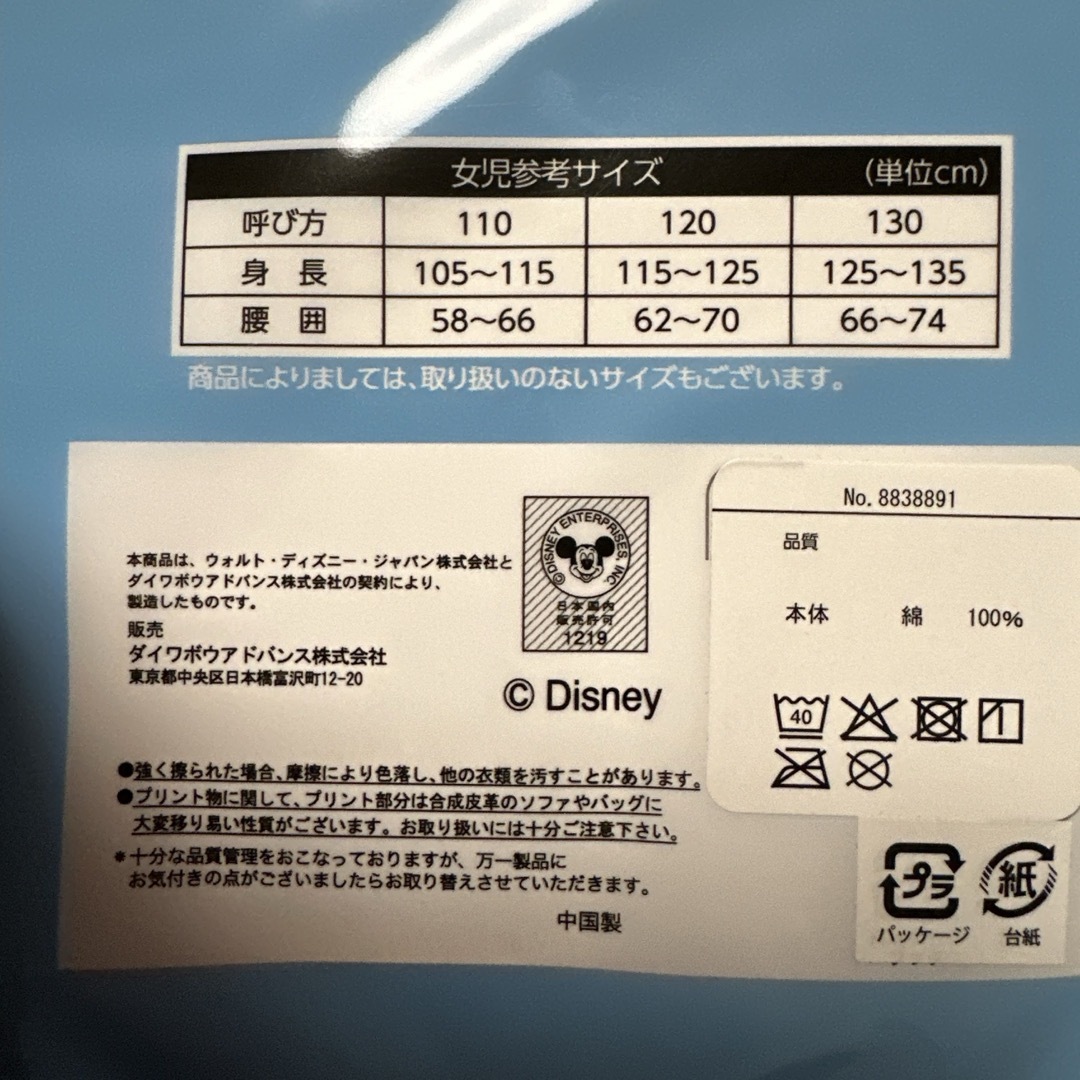 女児参考サイズ (単位cm)
呼び方 110 120 130
身 長 105～115 115～125 125～135
腰 囲 58～66 62～70 66～74
商品によりましては、取り扱いのないサイズもございます。
本商品は、ウォルト・ディズニー・ジャパン株式会社と
ダイワボウアドバンス株式会社の契約により、
製造したものです。
販売
ダイワボウアドバンス株式会社
東京都中央区日本橋富沢町12-20
©DISNEY ENTERPRISES, INC.
日本国内
販売許可
1219
© Disney
●強く擦られた場合、摩擦により色落し、他の衣類を汚すことがあります。
●プリント物に関して、プリント部分は合成皮革のソファやバッグに
大変移り易い性質がございます。お取り扱いには十分ご注意下さい。
*十分な品質管理をおこなっておりますが、万一製品に
お気付きの点がございましたらお取り替えさせていただきます。
中国製
No. 8838891
品質
本体 綿 100%
40
プラ 紙
パッケージ 台紙